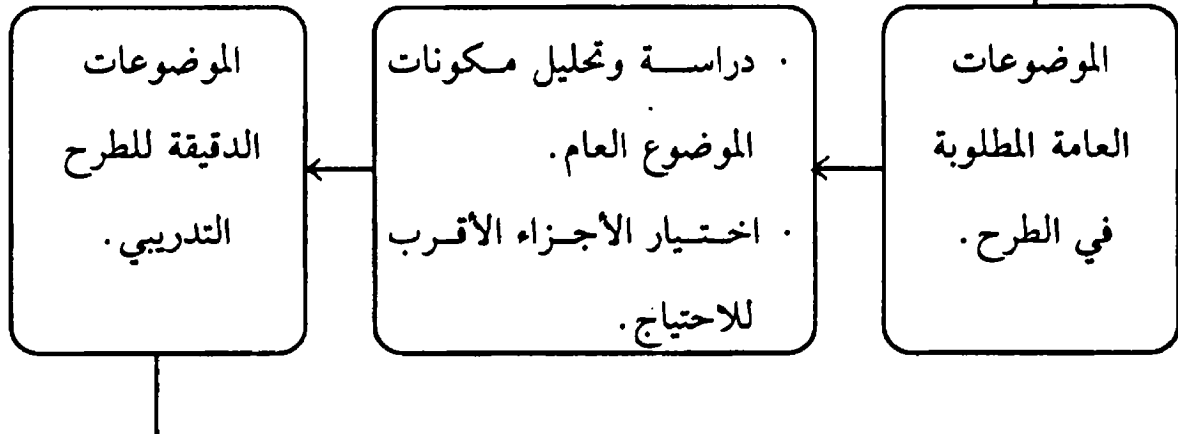 الموضوعات
العامة المطلوبة
في الطرح.
· دراسة وتحليل مكونات
الموضوع العام.
· اختيار الأجزاء الأقرب
للاحتياج.
الموضوعات
الدقيقة للطرح
التدريبي.